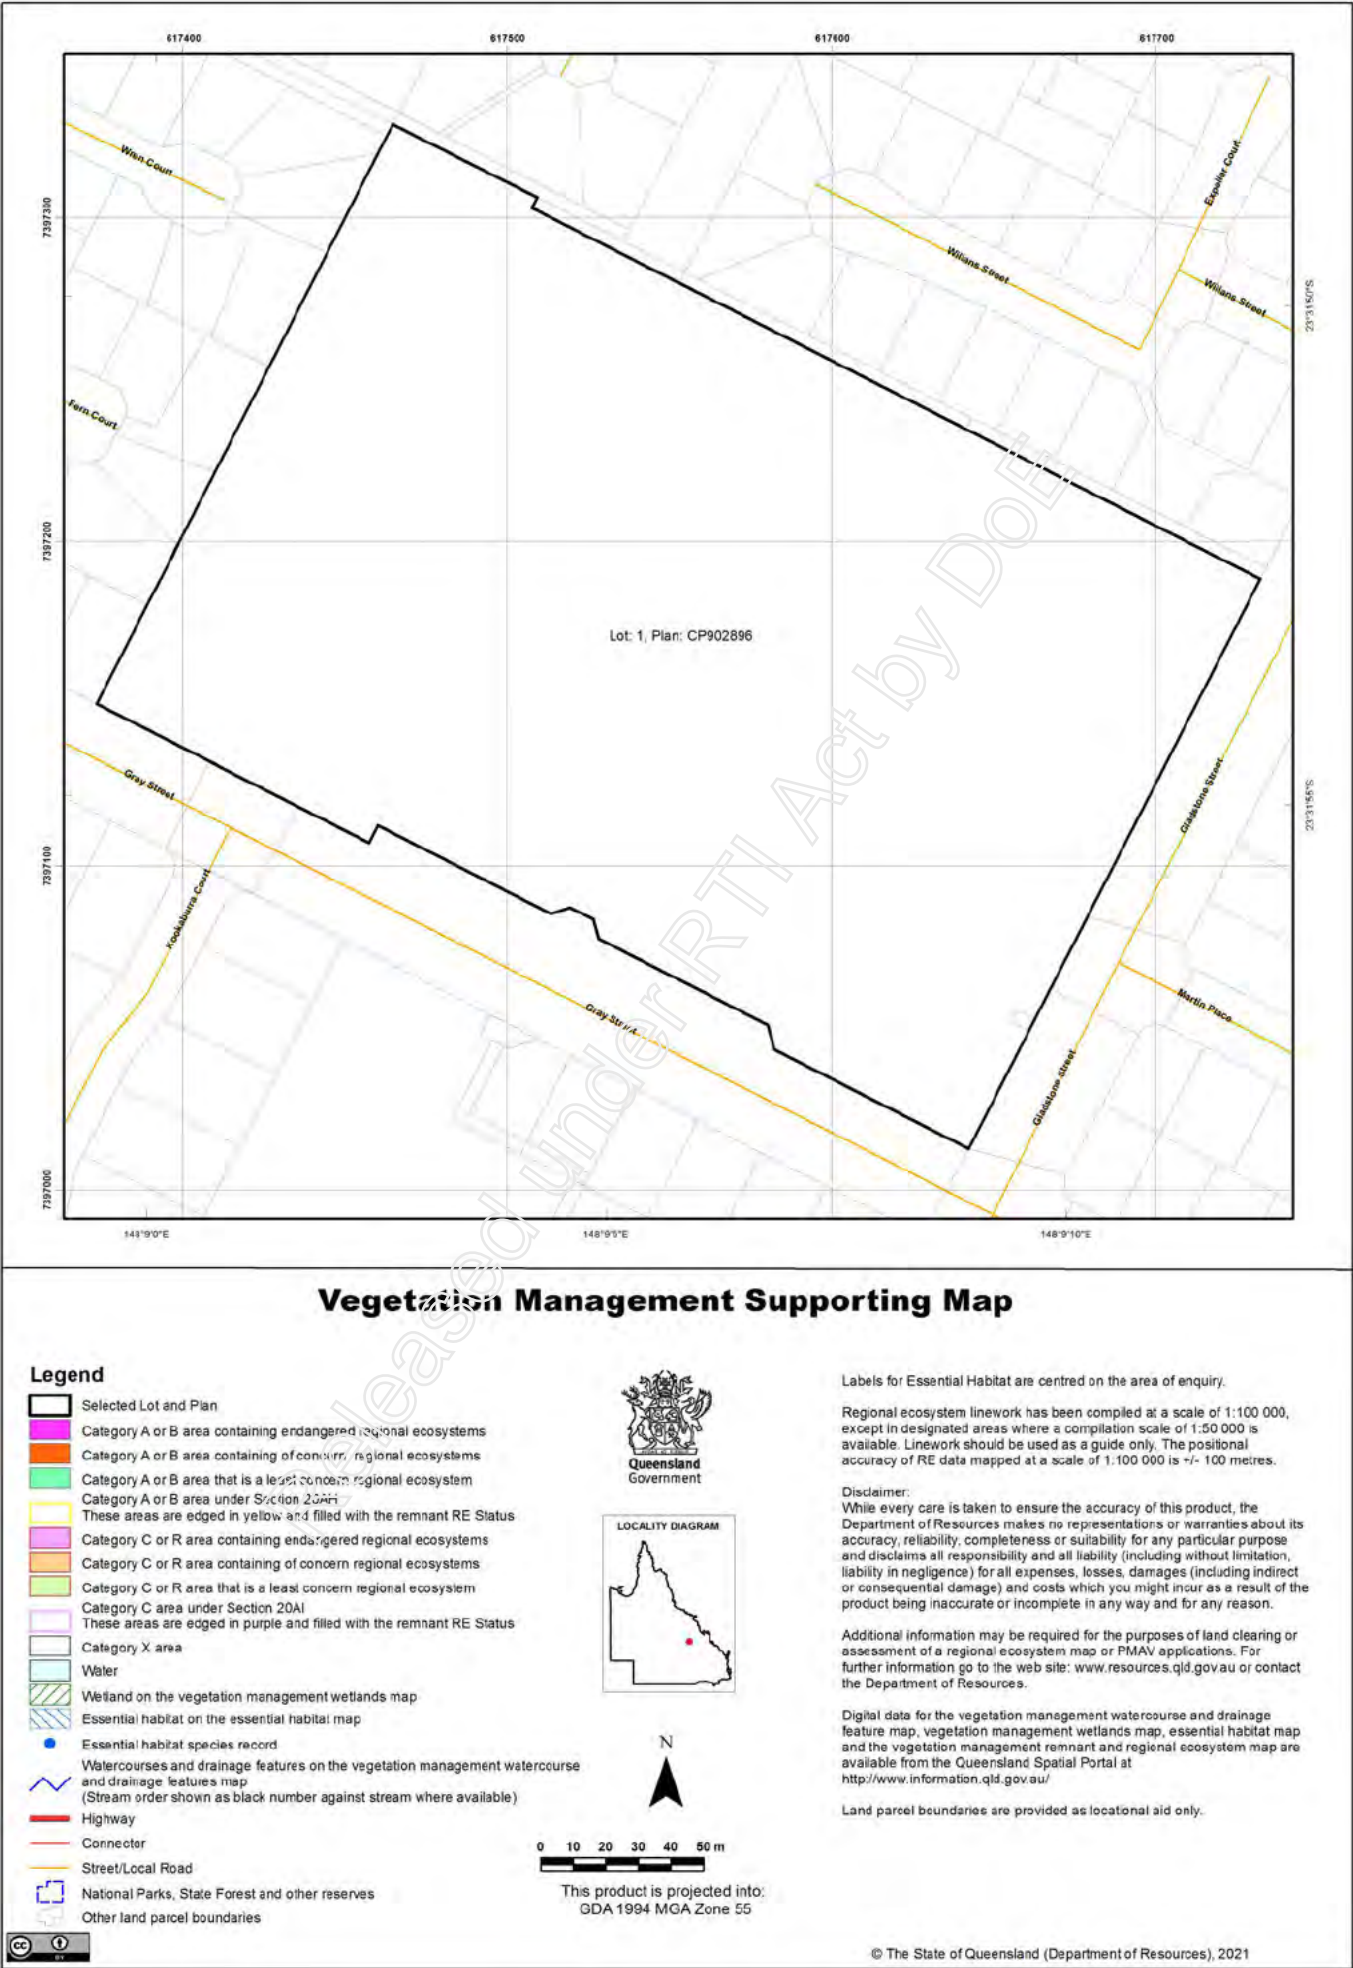 617400
617500
617600
617700
7397300
7397200
7397100
7397000
23°31'50"S
23°31'55"S
Wren Court
Fern Court
Expeller Court
Willans Street
Willans Street
Lot: 1, Plan: CP902896
Gray Street
Kookaburra Court
Gray Street
Gladstone Street
Martin Place
Gladstone Street
148°9'0"E
148°9'5"E
148°9'10"E
Released under RTI Act by DoE
Vegetation Management Supporting Map
Legend
Selected Lot and Plan
Category A or B area containing endangered regional ecosystems
Category A or B area containing of concern regional ecosystems
Category A or B area that is a least concern regional ecosystem
Category A or B area under Section 20AH
These areas are edged in yellow and filled with the remnant RE Status
Category C or R area containing endangered regional ecosystems
Category C or R area containing of concern regional ecosystems
Category C or R area that is a least concern regional ecosystem
Category C area under Section 20AI
These areas are edged in purple and filled with the remnant RE Status
Category X area
Water
Wetland on the vegetation management wetlands map
Essential habitat on the essential habitat map
Essential habitat species record
Watercourses and drainage features on the vegetation management watercourse
and drainage features map
(Stream order shown as black number against stream where available)
Highway
Connector
Street/Local Road
National Parks, State Forest and other reserves
Other land parcel boundaries
cc
BY
Queensland
Government
LOCALITY DIAGRAM
N
0 10 20 30 40 50 m
This product is projected into:
GDA 1994 MGA Zone 55
Labels for Essential Habitat are centred on the area of enquiry.
Regional ecosystem linework has been compiled at a scale of 1:100 000,
except in designated areas where a compilation scale of 1:50 000 is
available. Linework should be used as a guide only. The positional
accuracy of RE data mapped at a scale of 1:100 000 is +/- 100 metres.
Disclaimer:
While every care is taken to ensure the accuracy of this product, the
Department of Resources makes no representations or warranties about its
accuracy, reliability, completeness or suitability for any particular purpose
and disclaims all responsibility and all liability (including without limitation,
liability in negligence) for all expenses, losses, damages (including indirect
or consequential damage) and costs which you might incur as a result of the
product being inaccurate or incomplete in any way and for any reason.
Additional information may be required for the purposes of land clearing or
assessment of a regional ecosystem map or PMAV applications. For
further information go to the web site: www.resources.qld.gov.au or contact
the Department of Resources.
Digital data for the vegetation management watercourse and drainage
feature map, vegetation management wetlands map, essential habitat map
and the vegetation management remnant and regional ecosystem map are
available from the Queensland Spatial Portal at
http://www.information.qld.gov.au/
Land parcel boundaries are provided as locational aid only.
© The State of Queensland (Department of Resources), 2021